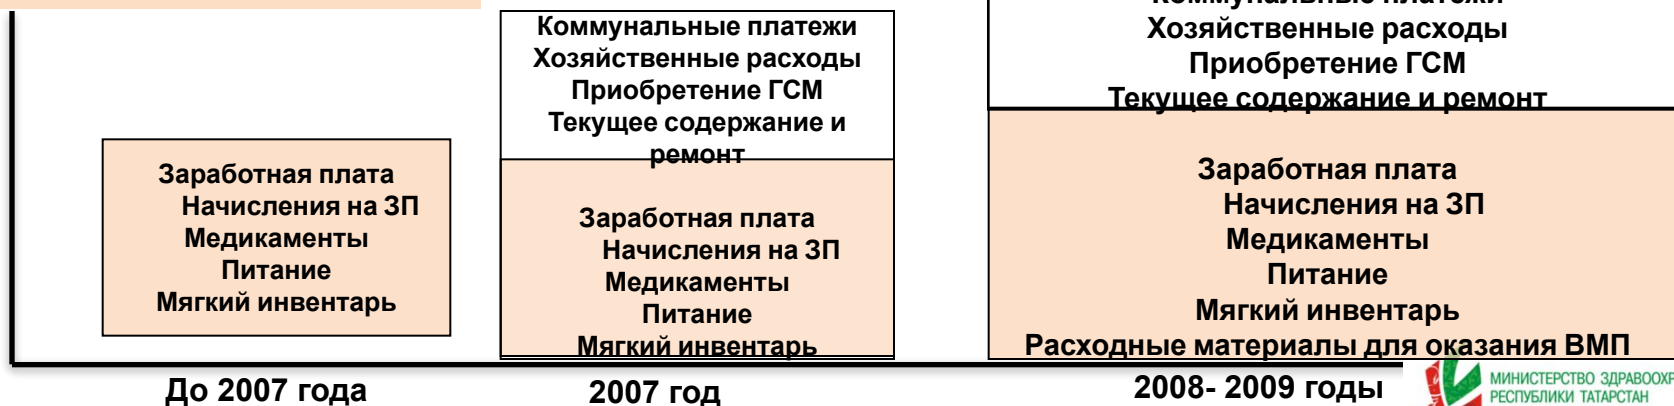 До 2007 года
Заработная плата
Начисления на ЗП
Медикаменты
Питание
Мягкий инвентарь
2007 год
Коммунальные платежи
Хозяйственные расходы
Приобретение ГСМ
Текущее содержание и
ремонт
Заработная плата
Начисления на ЗП
Медикаменты
Питание
Мягкий инвентарь
2008- 2009 годы
Хозяйственные расходы
Приобретение ГСМ
Текущее содержание и ремонт
Заработная плата
Начисления на ЗП
Медикаменты
Питание
Мягкий инвентарь
Расходные материалы для оказания ВМП
МИНИСТЕРСТВО
РЕСПУБЛИКИ ТАТАРСТАН